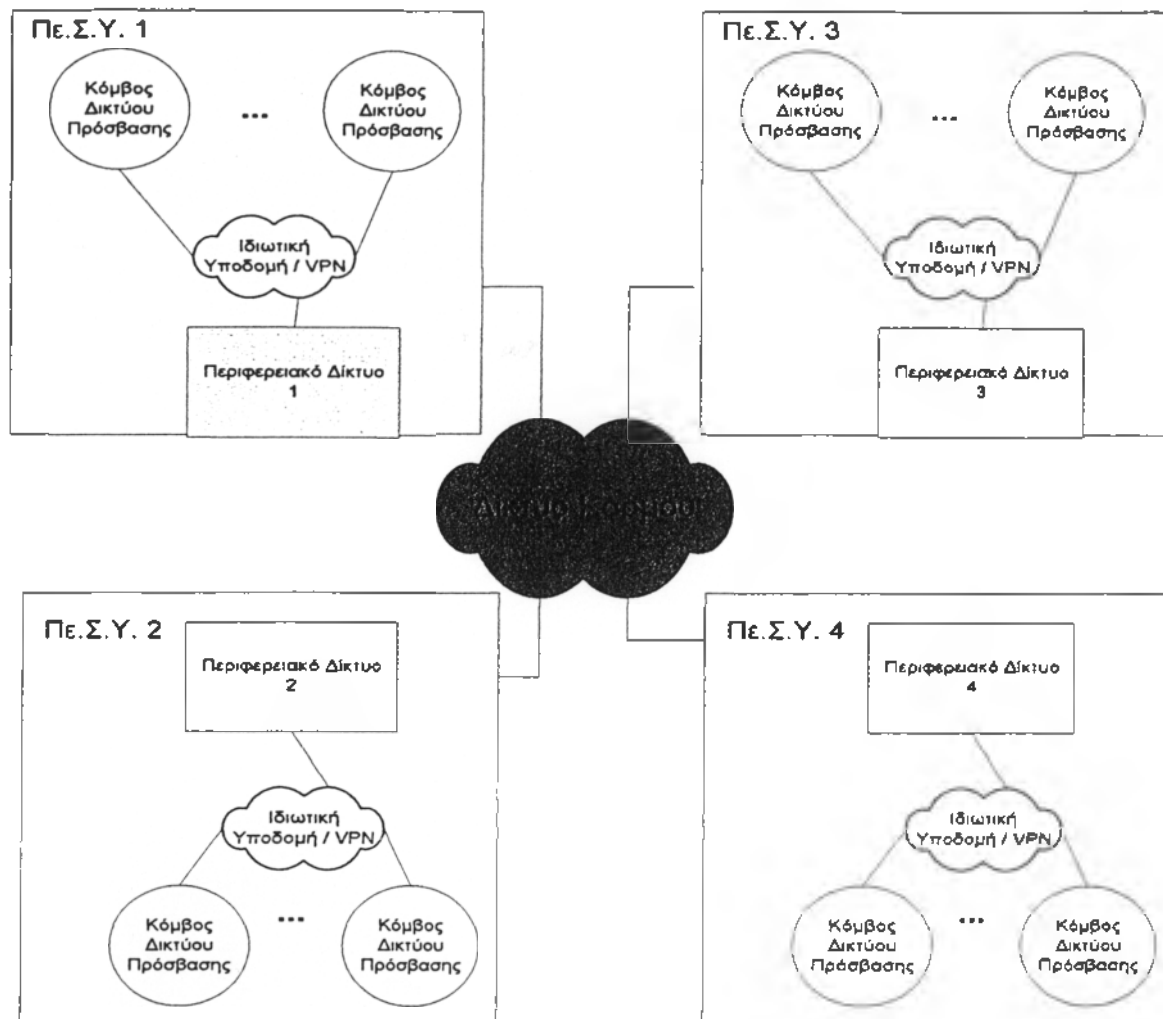 Πε.Σ.Υ. 1
Κόμβος
Δικτύου
Πρόσβασης
...
Κόμβος
Δικτύου
Πρόσβασης
Ιδιωτική
Υποδομή / VPN
Περιφερειακό Δίκτυο
1
Πε.Σ.Υ. 3
Κόμβος
Δικτύου
Πρόσβασης
...
Κόμβος
Δικτύου
Πρόσβασης
Ιδιωτική
Υποδομή / VPN
Περιφερειακό Δίκτυο
3
Δίκτυο Κορμού
Πε.Σ.Υ. 2
Περιφερειακό Δίκτυο
2
Ιδιωτική
Υποδομή / VPN
Κόμβος
Δικτύου
Πρόσβασης
...
Κόμβος
Δικτύου
Πρόσβασης
Πε.Σ.Υ. 4
Περιφερειακό Δίκτυο
4
Ιδιωτική
Υποδομή / VPN
Κόμβος
Δικτύου
Πρόσβασης
...
Κόμβος
Δικτύου
Πρόσβασης